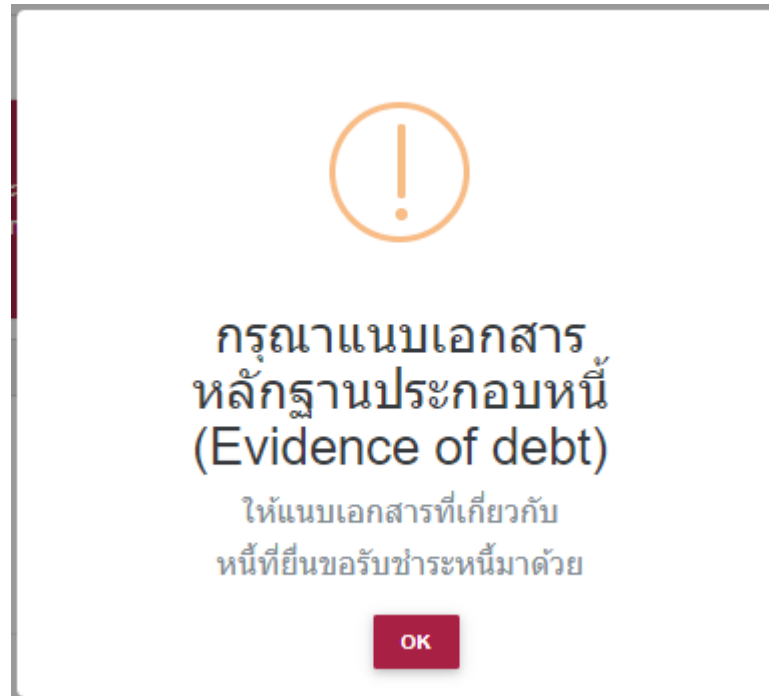 กรุณาแนบเอกสาร
หลักฐานประกอบหนี้
(Evidence of debt)
ให้แนบเอกสารที่เกี่ยวกับ
หนี้ที่ยื่นขอรับชำระหนี้มาด้วย
OK